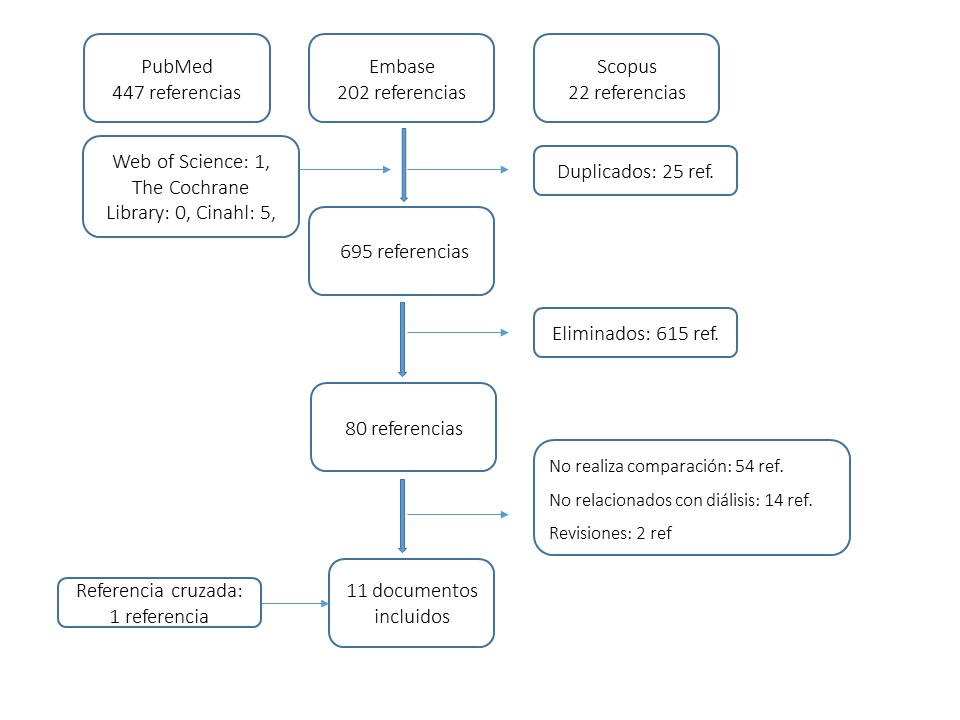 PubMed
447 referencias
Embase
202 referencias
Scopus
22 referencias
Web of Science: 1,
The Cochrane
Library: 0, Cinahl: 5,
Duplicados: 25 ref.
695 referencias
Eliminados: 615 ref.
80 referencias
No realiza comparación: 54 ref.
No relacionados con diálisis: 14 ref.
Revisiones: 2 ref
Referencia cruzada:
1 referencia
11 documentos
incluidos